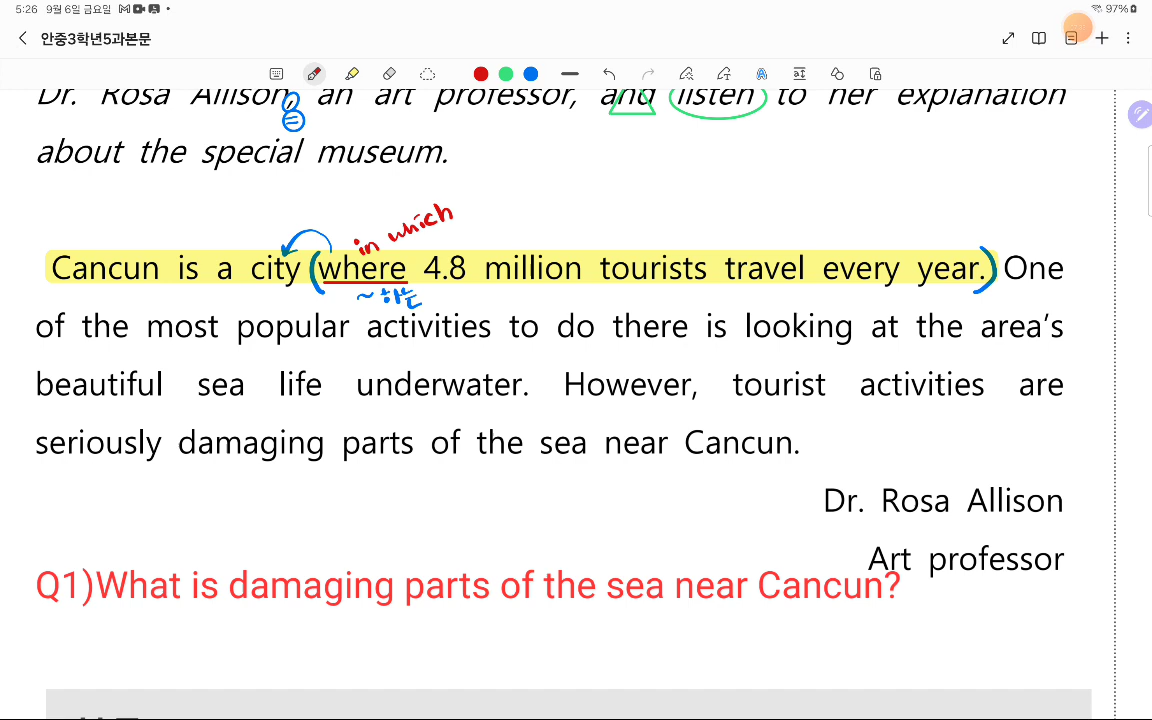 5:26 9월 6일 금요일 97%
안중3학년5과본문
Dr. Rosa Allison, an art professor, and listen to her explanation
about the special museum.
in which
Cancun is a city (where 4.8 million tourists travel every year.) One
~하는
of the most popular activities to do there is looking at the area's
beautiful sea life underwater. However, tourist activities are
seriously damaging parts of the sea near Cancun.
Dr. Rosa Allison
Art professor
Q1)What is damaging parts of the sea near Cancun?